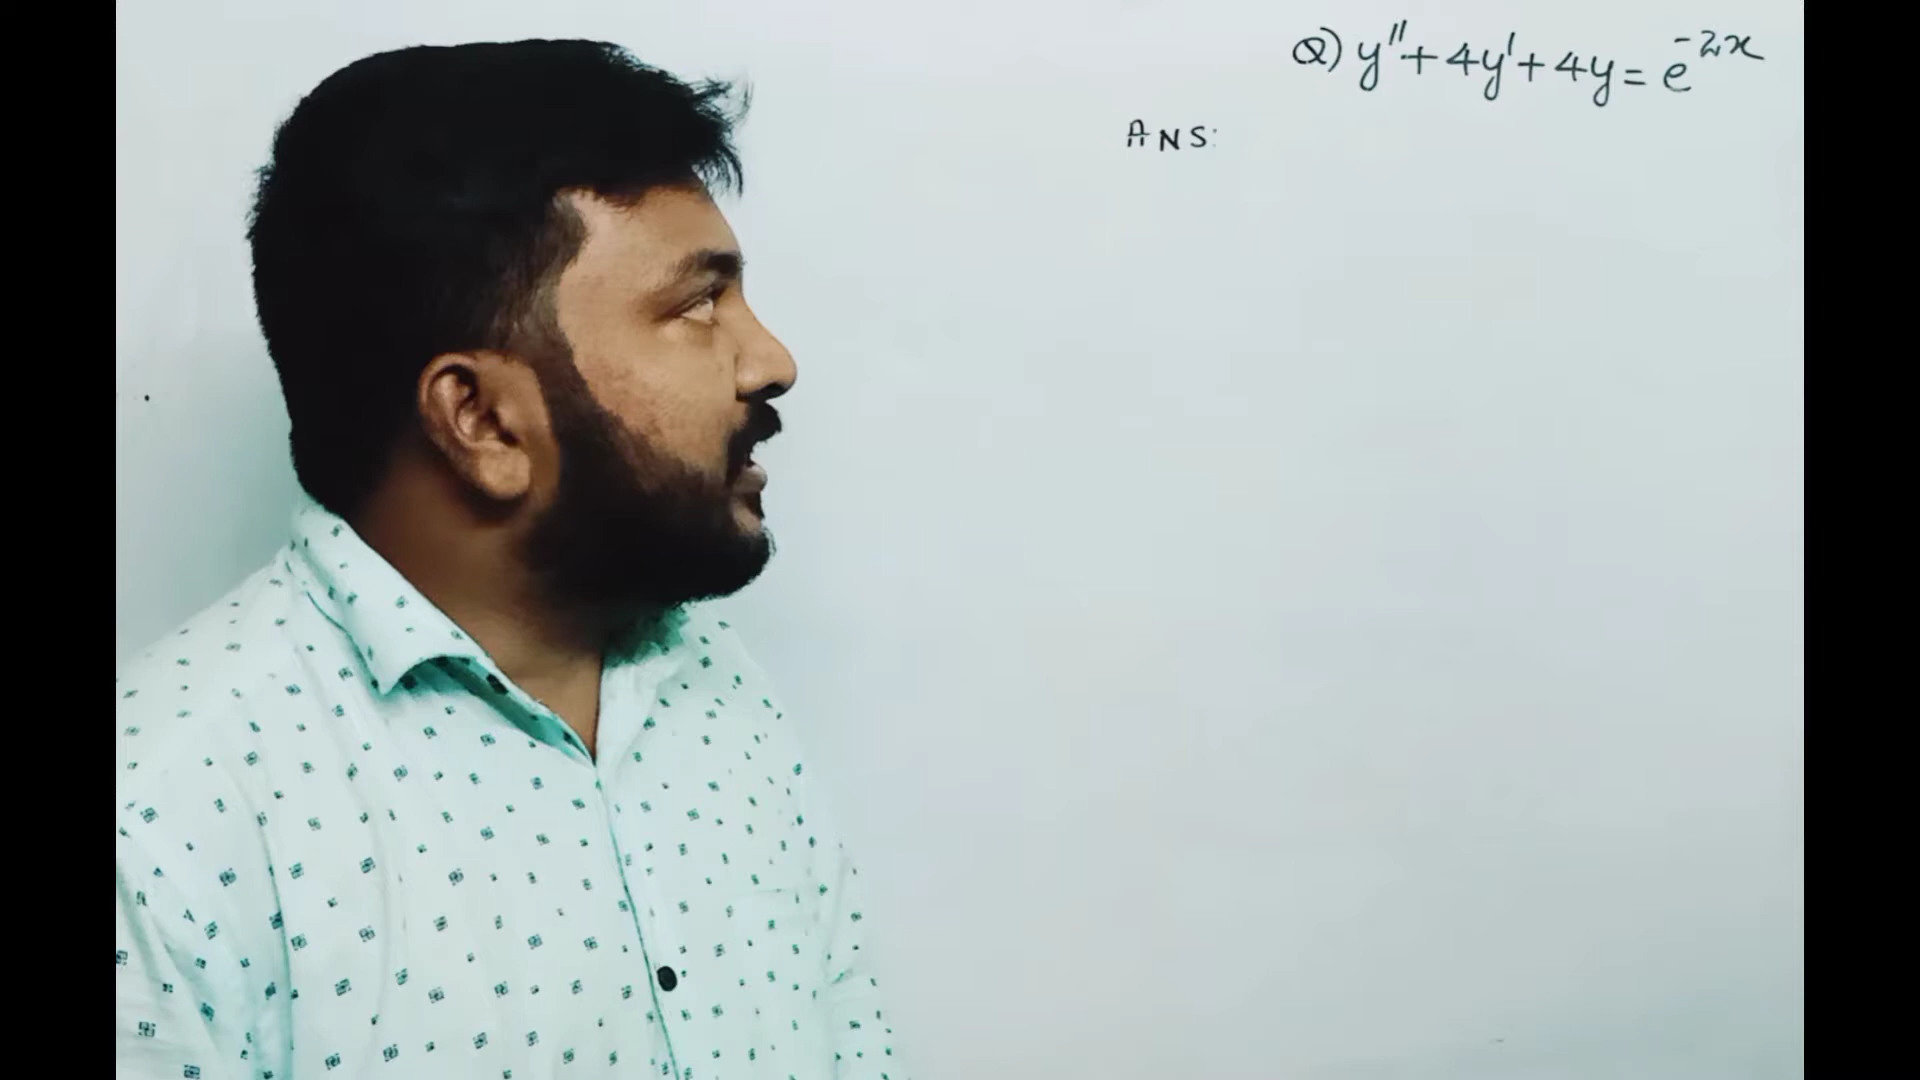 Q) y'' + 4y' + 4y = e^-2x
ANS: